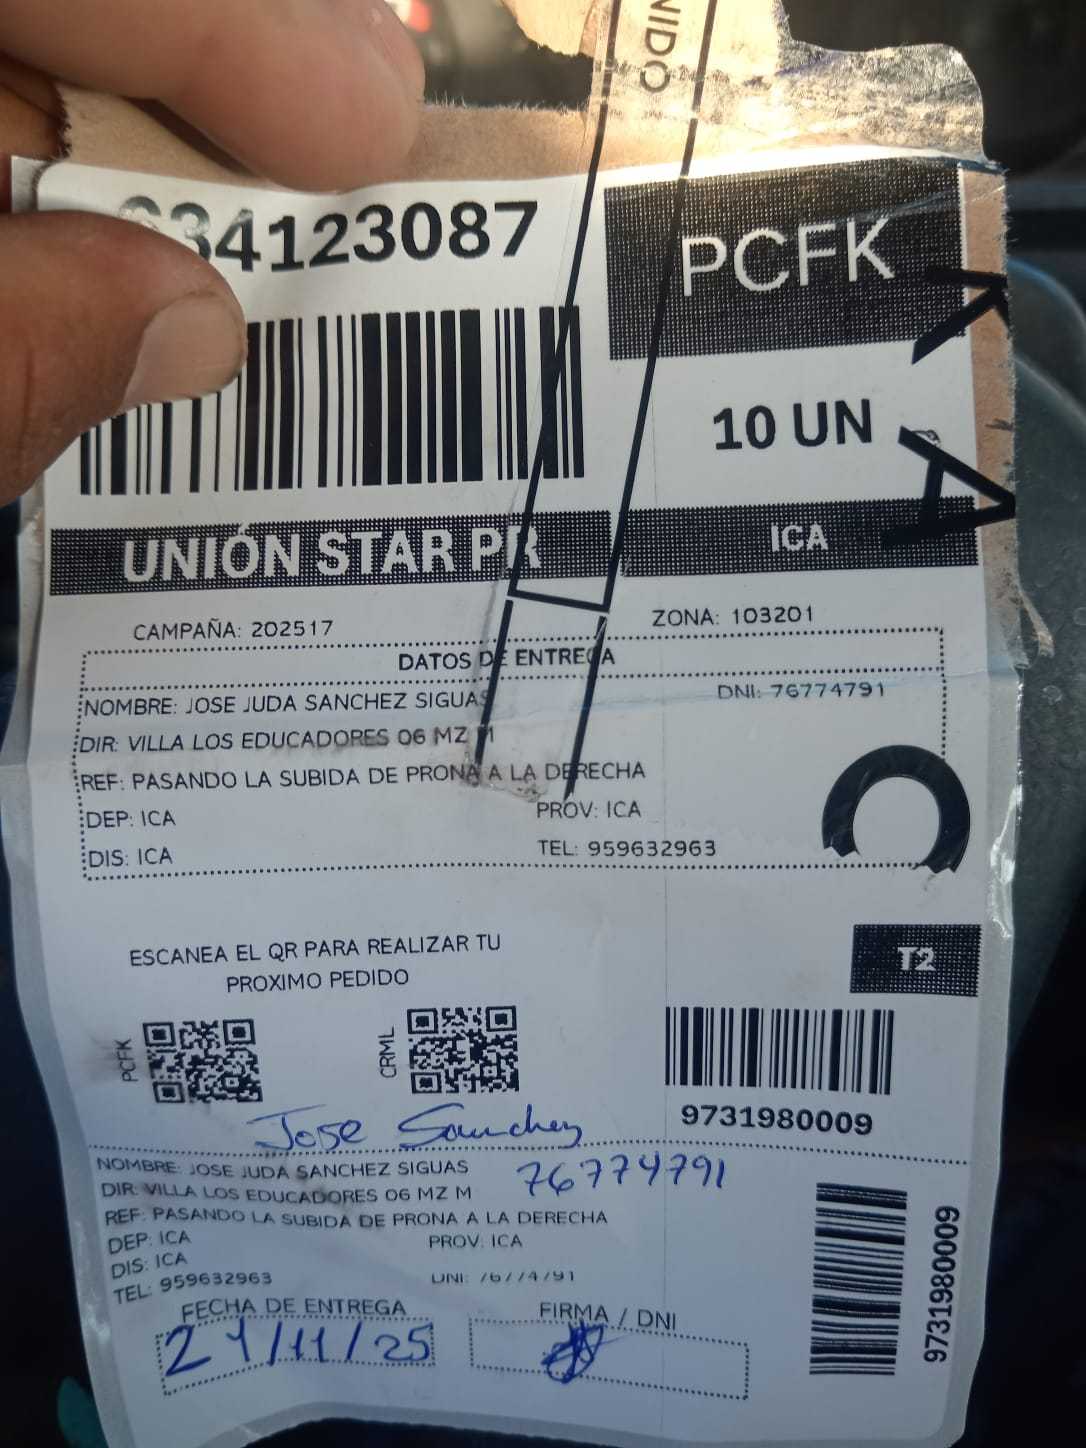 NIDO
34123087
PCFK
K A
10 UN
UNIÓN STAR PR
ICA
CAMPAÑA: 202517
ZONA: 103201
DATOS DE ENTREGA
NOMBRE: JOSE JUDA SANCHEZ SIGUAS
DNI: 76774791
DIR: VILLA LOS EDUCADORES 06 MZ M
REF: PASANDO LA SUBIDA DE PRONA A LA DERECHA
DEP: ICA
PROV: ICA
DIS: ICA
TEL: 959632963
ESCANEA EL QR PARA REALIZAR TU
PROXIMO PEDIDO
T2
PCFK
CRML
9731980009
Jose Sanchez
NOMBRE: JOSE JUDA SANCHEZ SIGUAS
76774791
DIR: VILLA LOS EDUCADORES 06 MZ M
REF: PASANDO LA SUBIDA DE PRONA A LA DERECHA
DEP: ICA
PROV: ICA
DIS: ICA
TEL: 959632963
DNI: 76774791
9731980009
FECHA DE ENTREGA
FIRMA / DNI
21/11/25